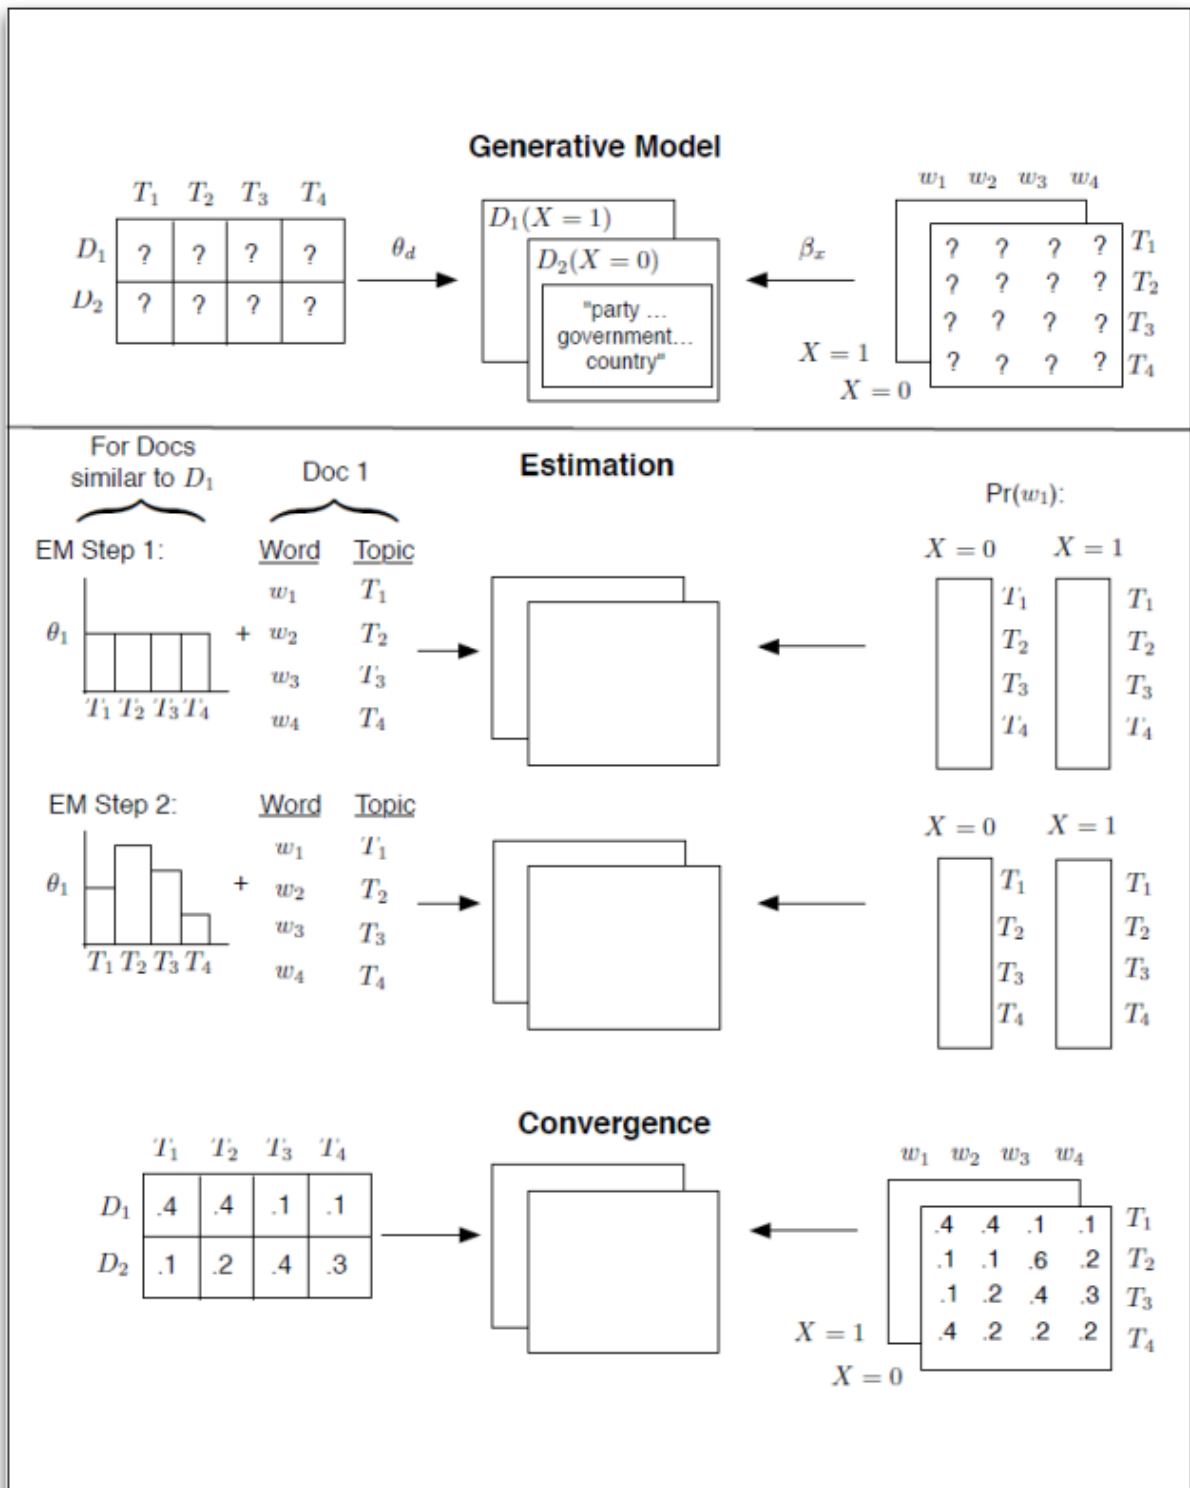 Generative Model
T₁ T₂ T₃ T₄
D₁ ? ? ? ?
D₂ ? ? ? ?
θ_d
D₁(X = 1)
D₂(X = 0)
"party ...
government...
country"
βₓ
w₁ w₂ w₃ w₄
? ? ? ? T₁
? ? ? ? T₂
? ? ? ? T₃
? ? ? ? T₄
X = 1
X = 0
Estimation
For Docs
similar to D₁
Doc 1
Pr(w₁):
EM Step 1:
Word Topic
θ₁
T₁ T₂ T₃ T₄
+
w₁ T₁
w₂ T₂
w₃ T₃
w₄ T₄
X = 0 X = 1
T₁ T₁
T₂ T₂
T₃ T₃
T₄ T₄
EM Step 2:
Word Topic
θ₁
T₁ T₂ T₃ T₄
+
w₁ T₁
w₂ T₂
w₃ T₃
w₄ T₄
X = 0 X = 1
T₁ T₁
T₂ T₂
T₃ T₃
T₄ T₄
Convergence
T₁ T₂ T₃ T₄
D₁ .4 .4 .1 .1
D₂ .1 .2 .4 .3
w₁ w₂ w₃ w₄
.4 .4 .1 .1 T₁
.1 .1 .6 .2 T₂
.1 .2 .4 .3 T₃
.4 .2 .2 .2 T₄
X = 1
X = 0